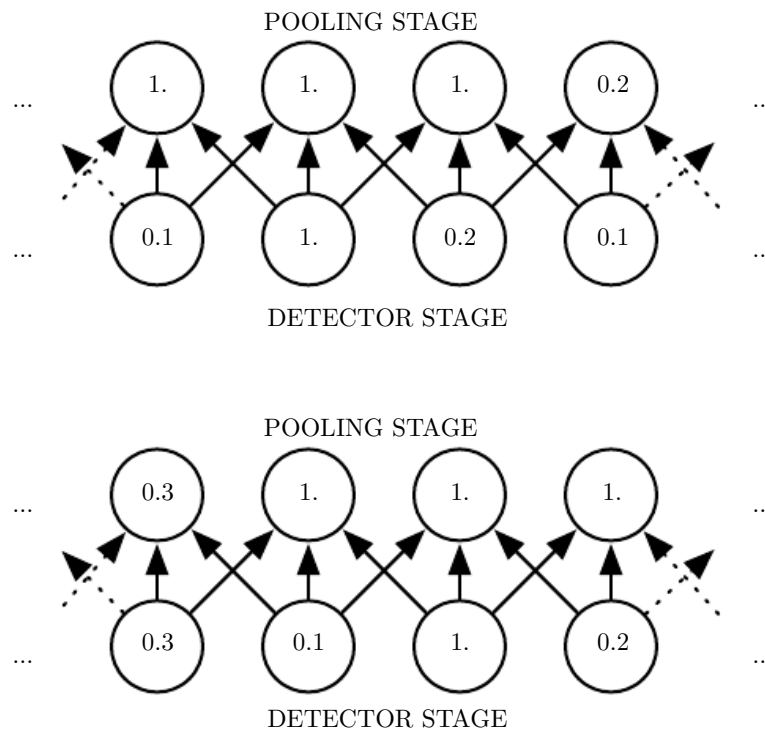 POOLING STAGE
... 1. 1. 1. 0.2 ..
... 0.1 1. 0.2 0.1 ..
DETECTOR STAGE
POOLING STAGE
... 0.3 1. 1. 1. ..
... 0.3 0.1 1. 0.2 ..
DETECTOR STAGE